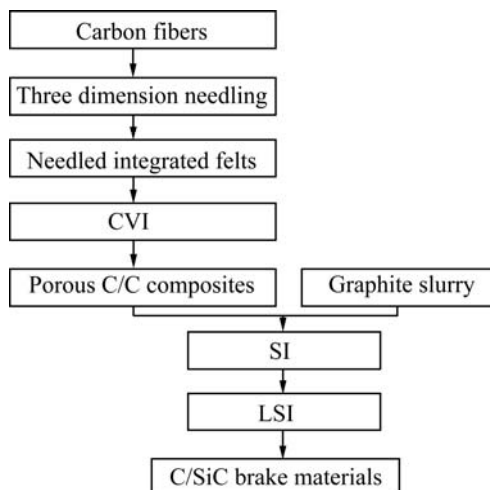 Carbon fibers
Three dimension needling
Needled integrated felts
CVI
Porous C/C composites
Graphite slurry
SI
LSI
C/SiC brake materials